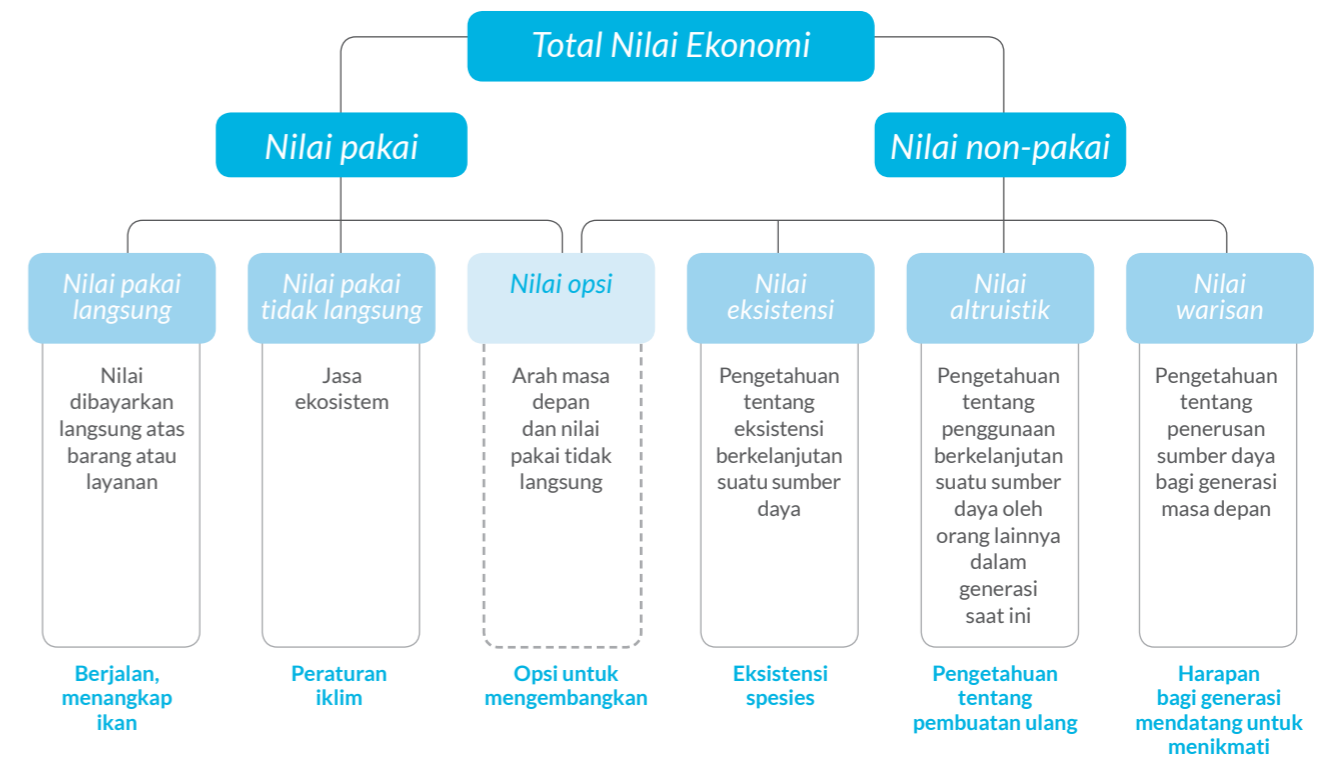 Total Nilai Ekonomi
Nilai pakai
Nilai non-pakai
Nilai pakai
langsung
Nilai
dibayarkan
langsung atas
barang atau
layanan
Berjalan,
menangkap
ikan
Nilai pakai
tidak langsung
Jasa
ekosistem
Peraturan
iklim
Nilai opsi
Arah masa
depan
dan nilai
pakai tidak
langsung
Opsi untuk
mengembangkan
Nilai
eksistensi
Pengetahuan
tentang
eksistensi
berkelanjutan
suatu sumber
daya
Eksistensi
spesies
Nilai
altruistik
Pengetahuan
tentang
penggunaan
berkelanjutan
suatu sumber
daya oleh
orang lainnya
dalam
generasi
saat ini
Pengetahuan
tentang
pembuatan ulang
Nilai
warisan
Pengetahuan
tentang
penerusan
sumber daya
bagi generasi
masa depan
Harapan
bagi generasi
mendatang untuk
menikmati